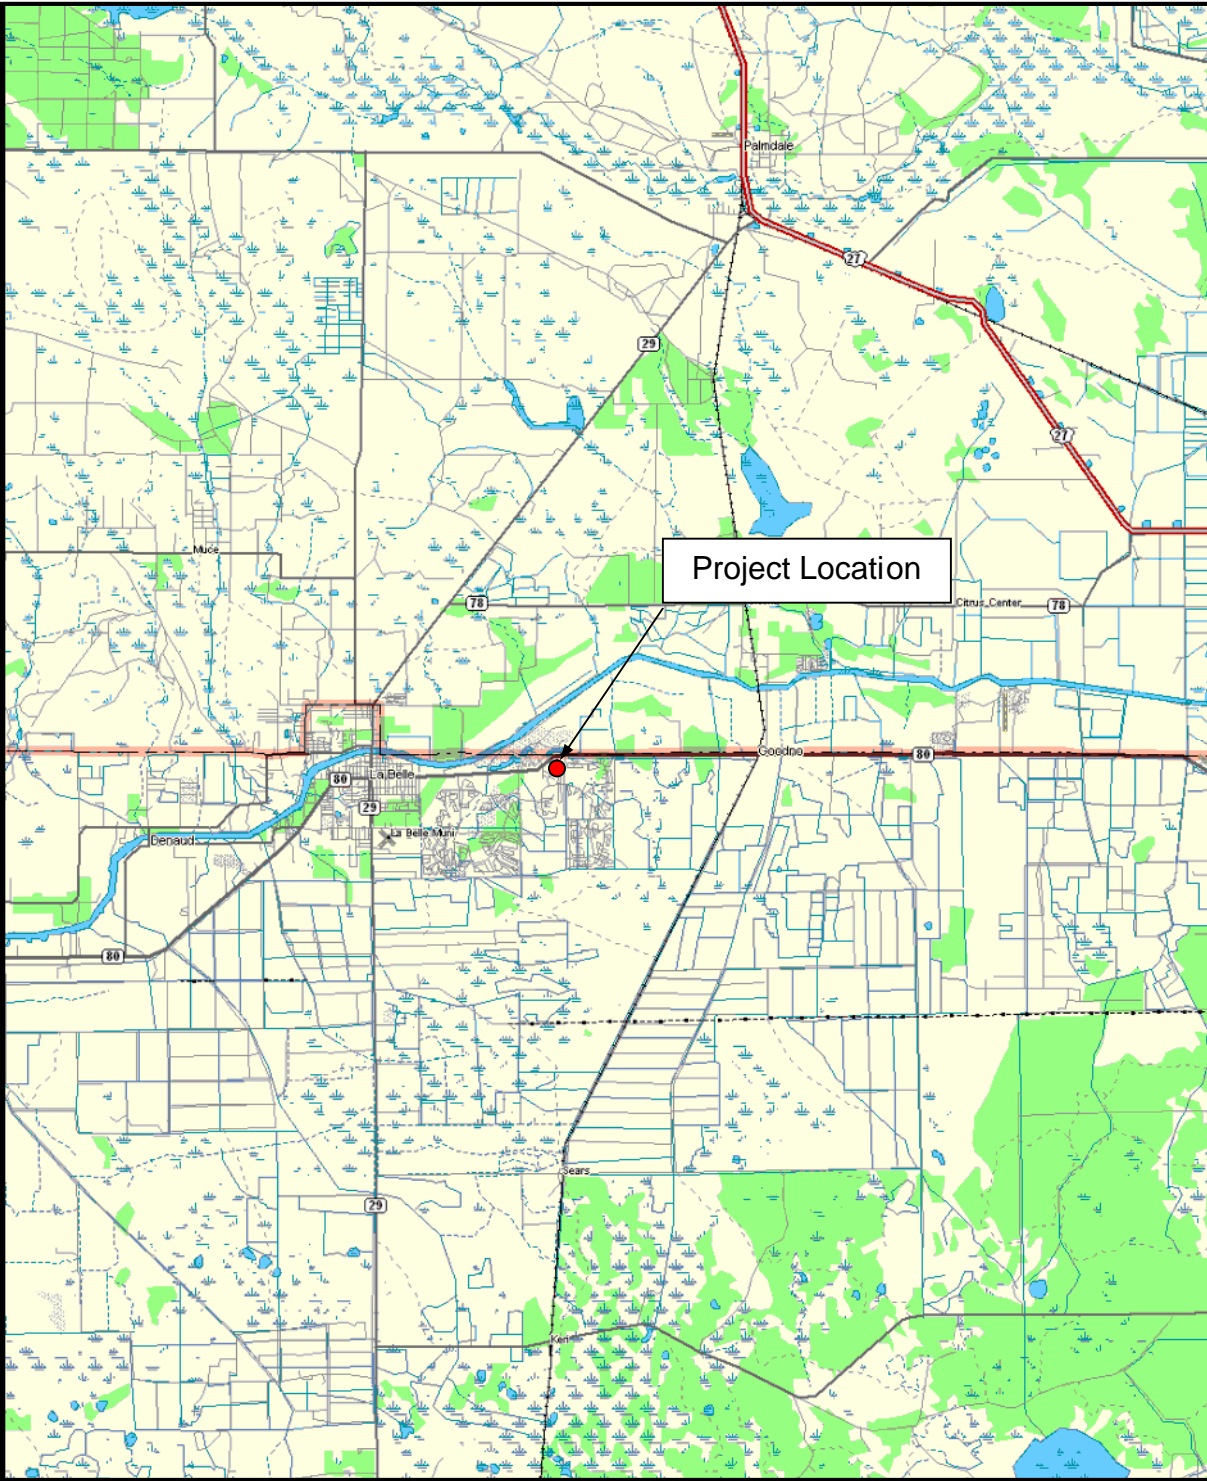 Palmdale
27
29
27
Muce
Project Location
78
Citrus Center
78
Goodno
80
La Belle
80
29
La Belle Muni
Denaud
80
Sears
29
Keri